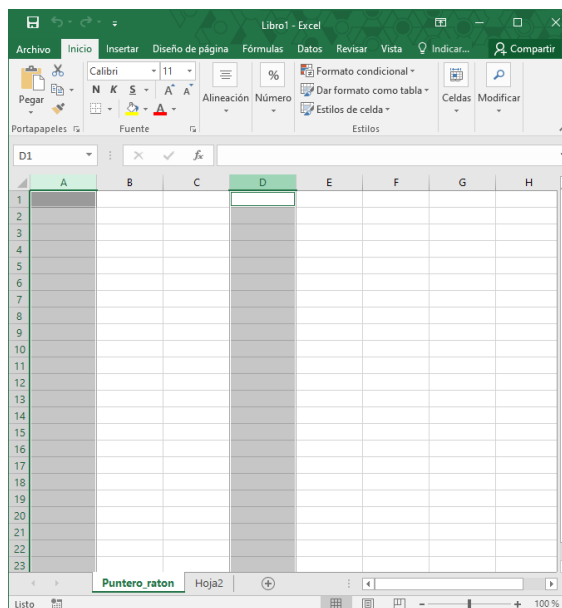 Libro1 - Excel
Archivo Inicio Insertar Diseño de página Fórmulas Datos Revisar Vista Indicar... Compartir
Calibri 11 % Formato condicional
N K S A A Dar formato como tabla
Pegar Alineación Número Estilos de celda Celdas Modificar
Portapapeles Fuente Estilos
D1 fx
A B C D E F G H
1
2
3
4
5
6
7
8
9
10
11
12
13
14
15
16
17
18
19
20
21
22
23
Puntero_raton Hoja2
Listo 100 %